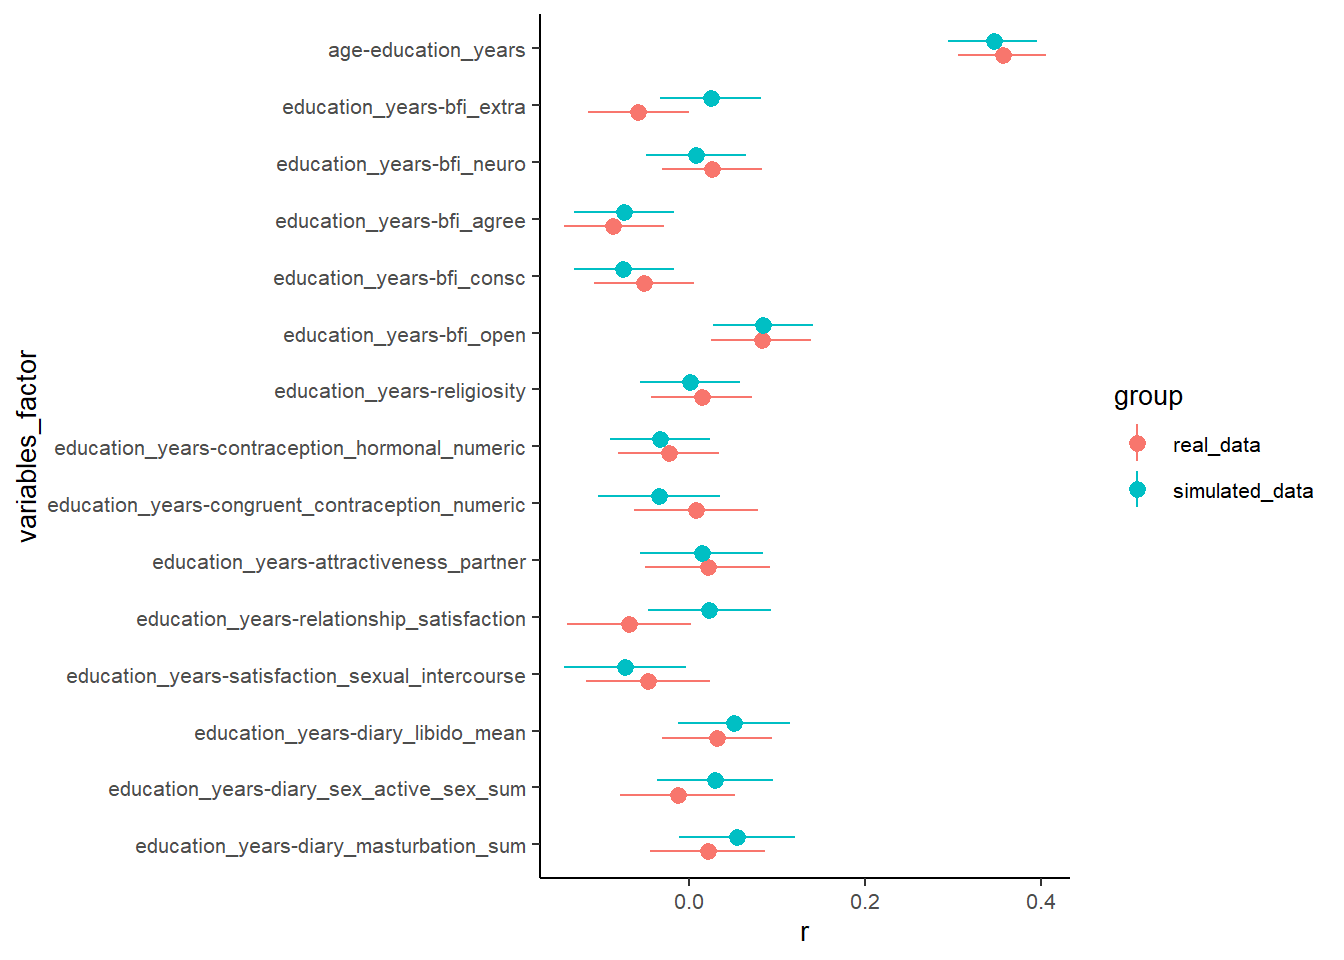 age-education_years
education_years-bfi_extra
education_years-bfi_neuro
education_years-bfi_agree
education_years-bfi_consc
education_years-bfi_open
education_years-religiosity
education_years-contraception_hormonal_numeric
education_years-congruent_contraception_numeric
education_years-attractiveness_partner
education_years-relationship_satisfaction
education_years-satisfaction_sexual_intercourse
education_years-diary_libido_mean
education_years-diary_sex_active_sex_sum
education_years-diary_masturbation_sum
variables_factor
0.0 0.2 0.4
r
group
real_data
simulated_data